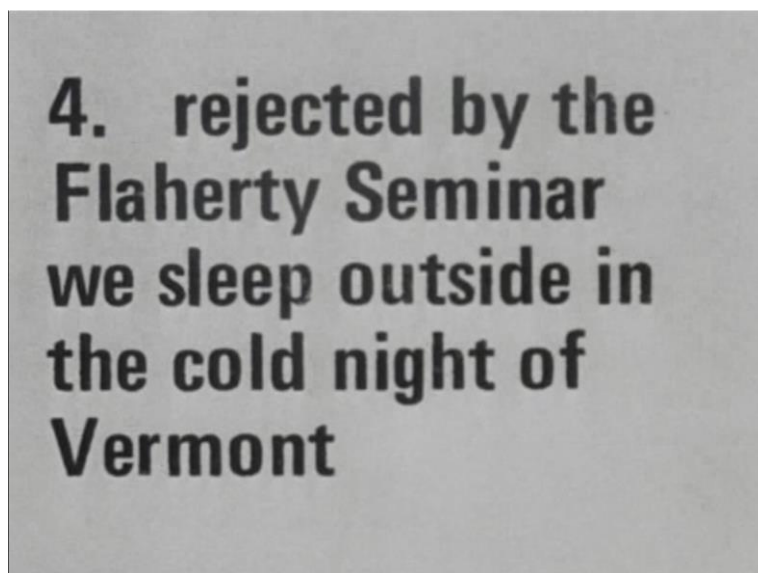 4. rejected by the
Flaherty Seminar
we sleep outside in
the cold night of
Vermont